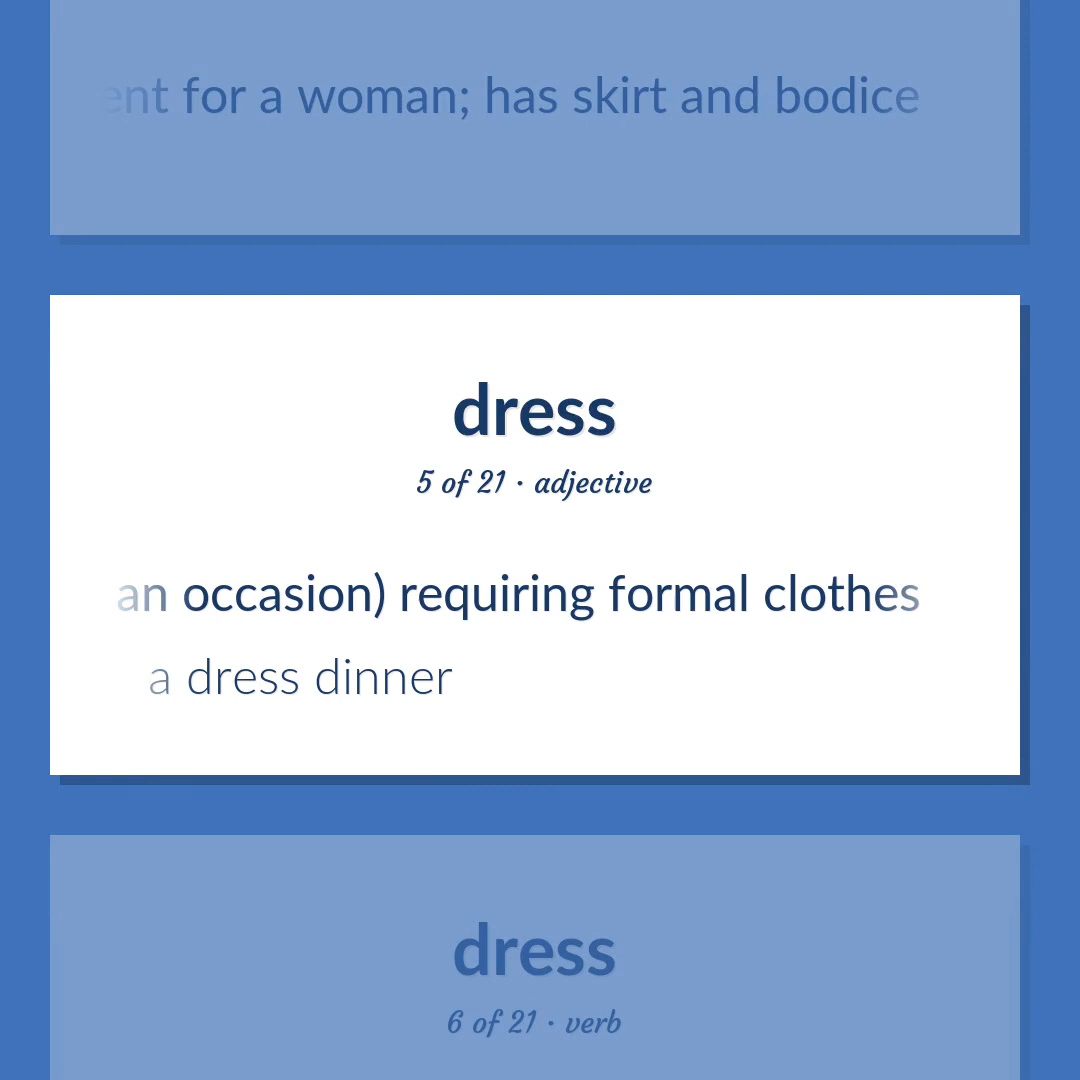 for a woman; has skirt and bodice
dress
5 of 21 · adjective
an occasion) requiring formal clothes
a dress dinner
dress
6 of 21 · verb